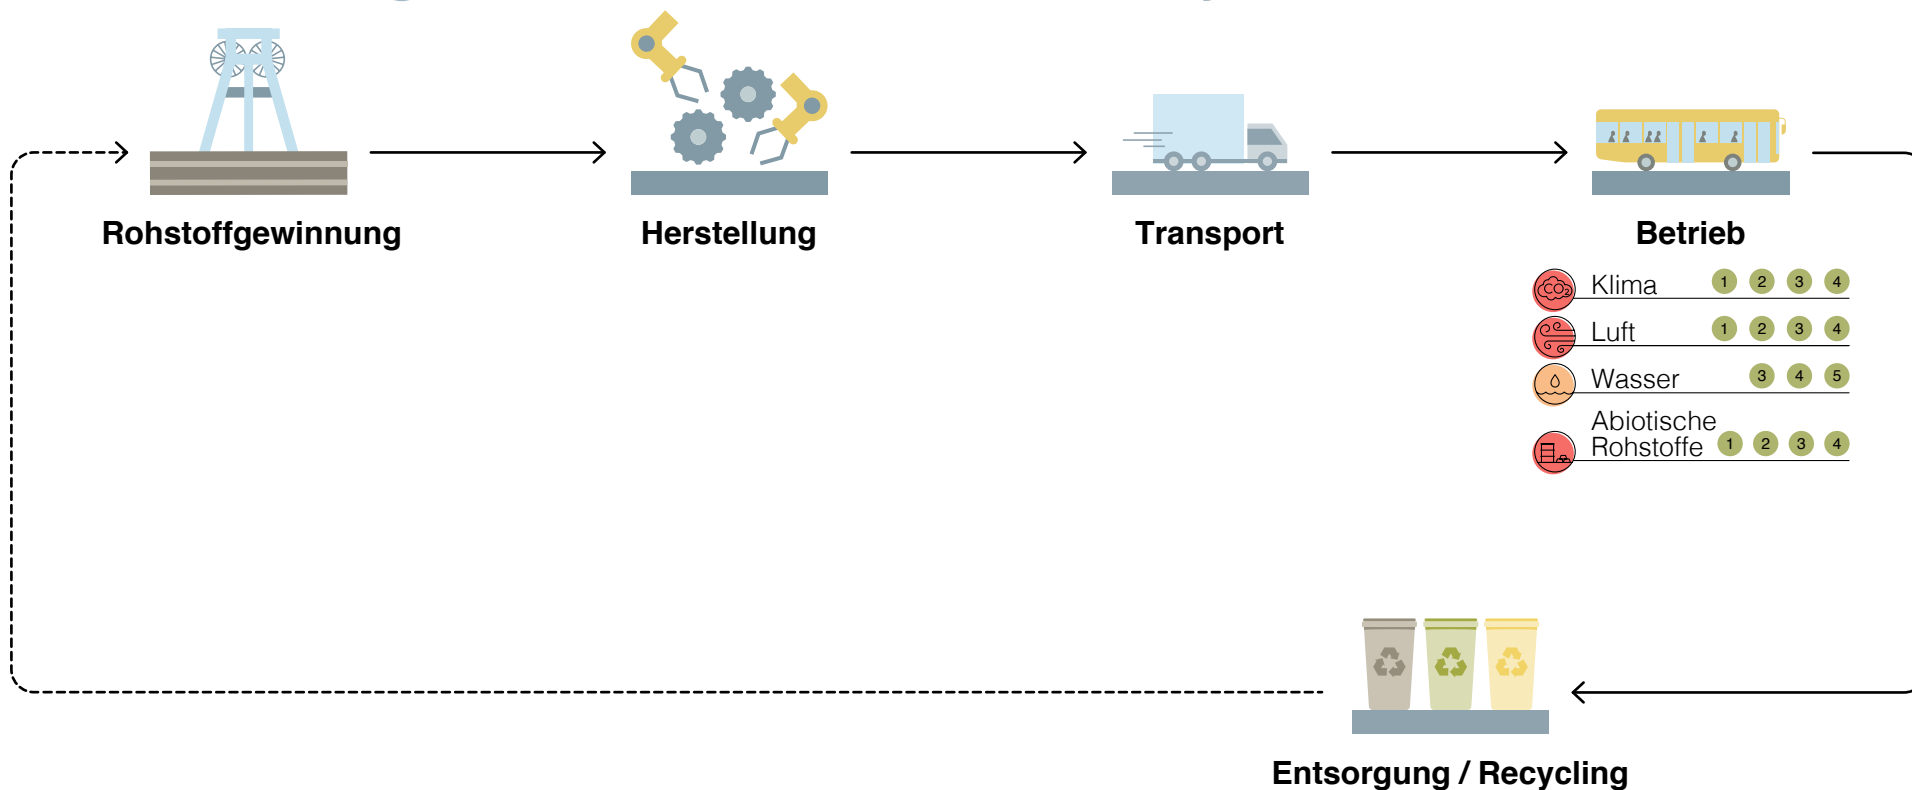 Rohstoffgewinnung
Herstellung
Transport
Betrieb
CO₂ Klima 1 2 3 4
Luft 1 2 3 4
Wasser 3 4 5
Abiotische
Rohstoffe 1 2 3 4
Entsorgung / Recycling